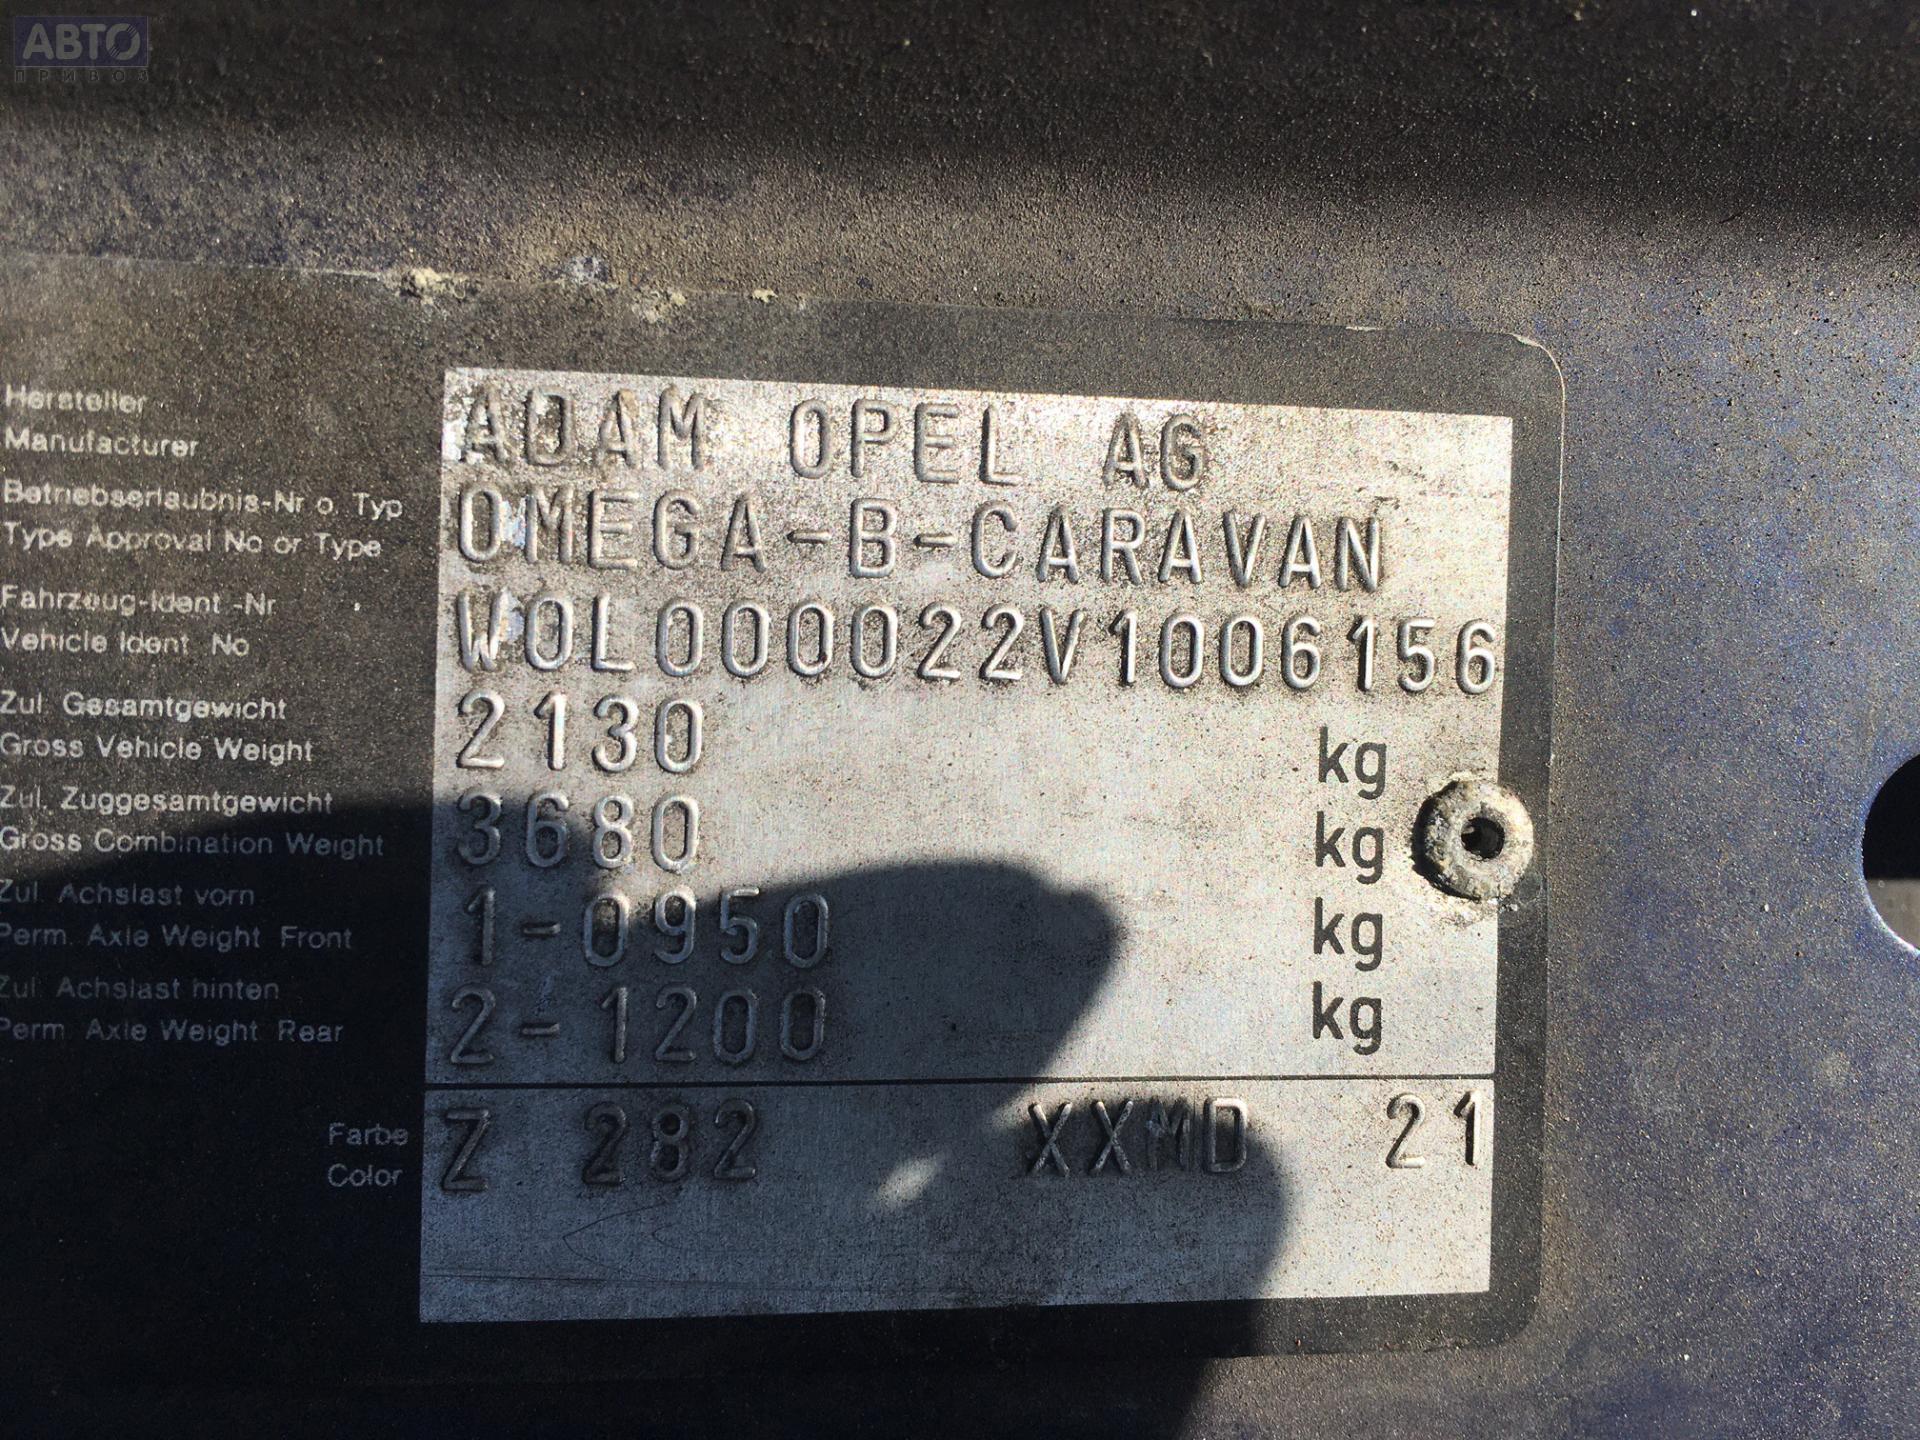 АВТО
ПРИВОЗ
Hersteller
Manufacturer
ADAM OPEL AG
Betriebserlaubnis-Nr o. Typ
Type Approval No or Type
OMEGA-B-CARAVAN
Fahrzeug-Ident -Nr
Vehicle Ident No
W0L000022V1006156
Zul Gesamtgewicht
Gross Vehicle Weight
2130 kg
Zul. Zuggesamtgewicht
Gross Combination Weight
3680 kg
Zul. Achslast vorn
Perm. Axle Weight Front
1-0950 kg
Zul. Achslast hinten
Perm. Axle Weight Rear
2-1200 kg
Farbe
Color
Z 282 XXMD 21